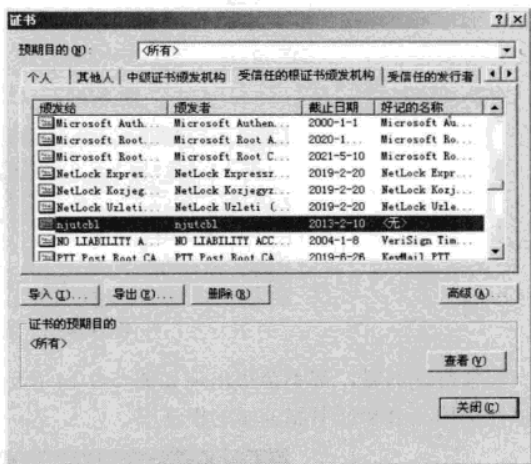 证书
预期目的(N): <所有>
个人 其他人 中级证书颁发机构 受信任的根证书颁发机构 受信任的发行者
颁发给 颁发者 截止日期 好记的名称
Microsoft Auth... Microsoft Authen... 2000-1-1 Microsoft Au...
Microsoft Root... Microsoft Root A... 2020-1... Microsoft Ro...
Microsoft Root... Microsoft Root C... 2021-5-10 Microsoft Ro...
NetLock Expres... NetLock Expressz... 2019-2-20 NetLock Expr...
NetLock Kozjeg... NetLock Kozjegyz... 2019-2-20 NetLock Kozj...
NetLock Uzleti... NetLock Uzleti (... 2019-2-20 NetLock Uzle...
njutcbl njutcbl 2013-2-10 <无>
NO LIABILITY A... NO LIABILITY ACC... 2004-1-8 VeriSign Tim...
PTT Post Root CA PTT Post Root CA 2019-6-26 KeyMail PTT
导入(I)... 导出(E)... 删除(R) 高级(A)...
证书的预期目的
<所有>
查看(V)
关闭(C)